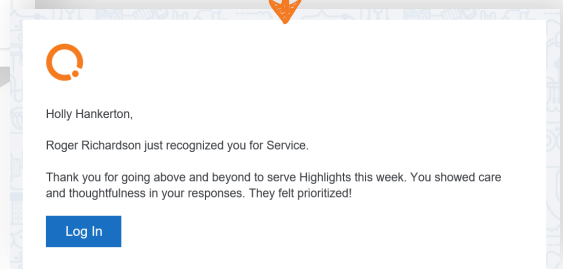 Holly Hankerton,
Roger Richardson just recognized you for Service.
Thank you for going above and beyond to serve Highlights this week. You showed care
and thoughtfulness in your responses. They felt prioritized!
Log In